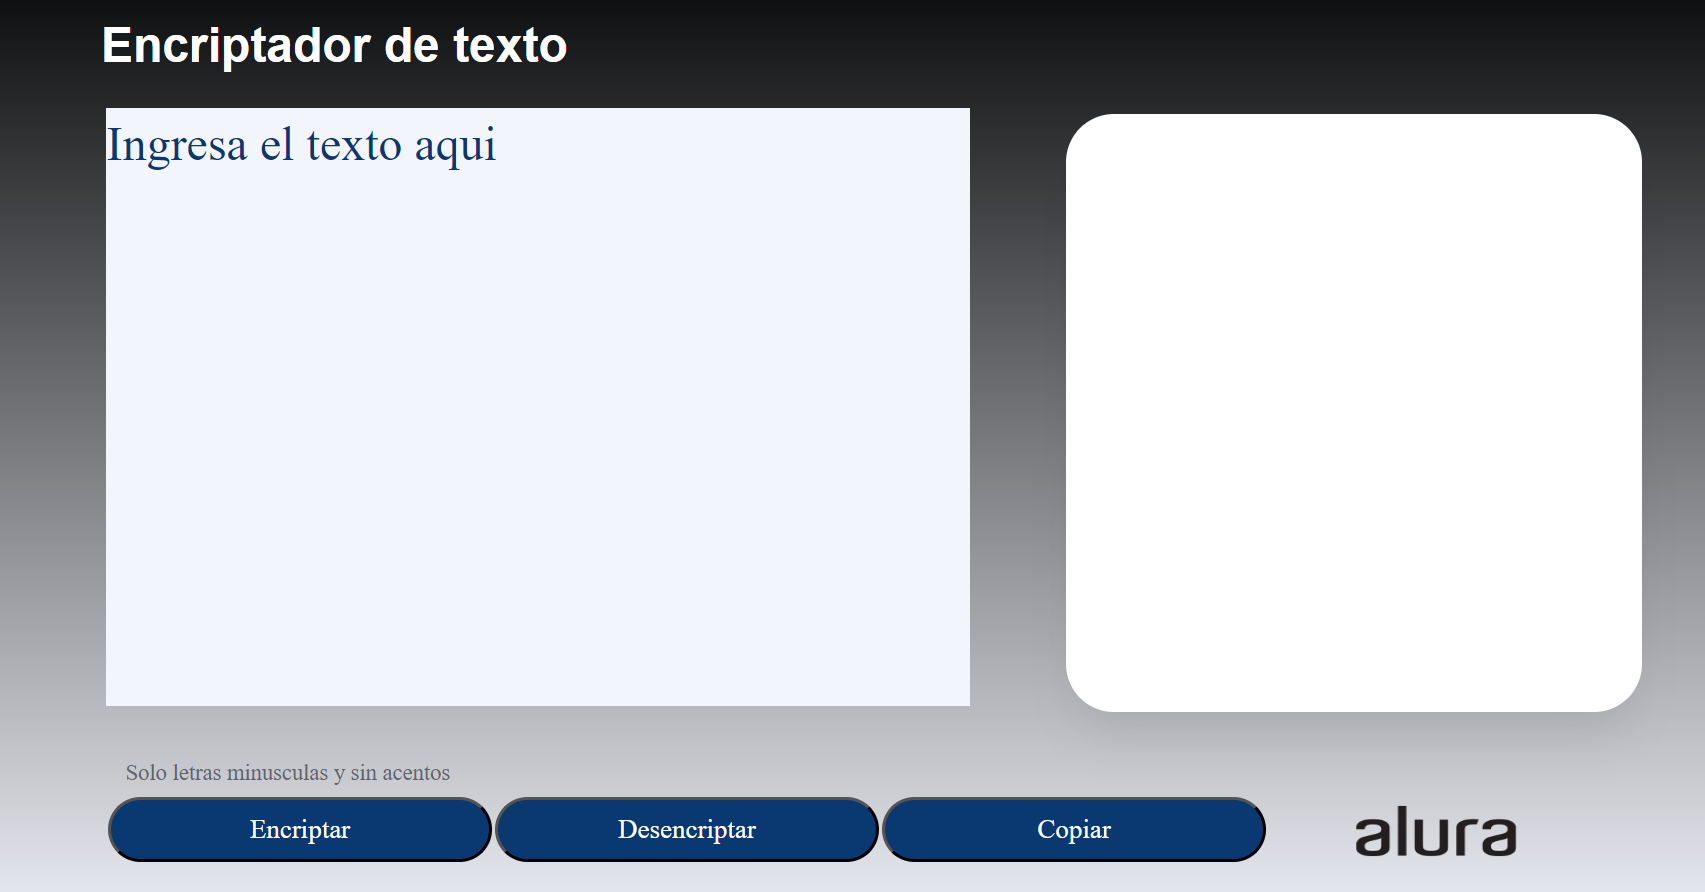 Encriptador de texto
Ingresa el texto aqui
Solo letras minusculas y sin acentos
Encriptar
Desencriptar
Copiar
alura